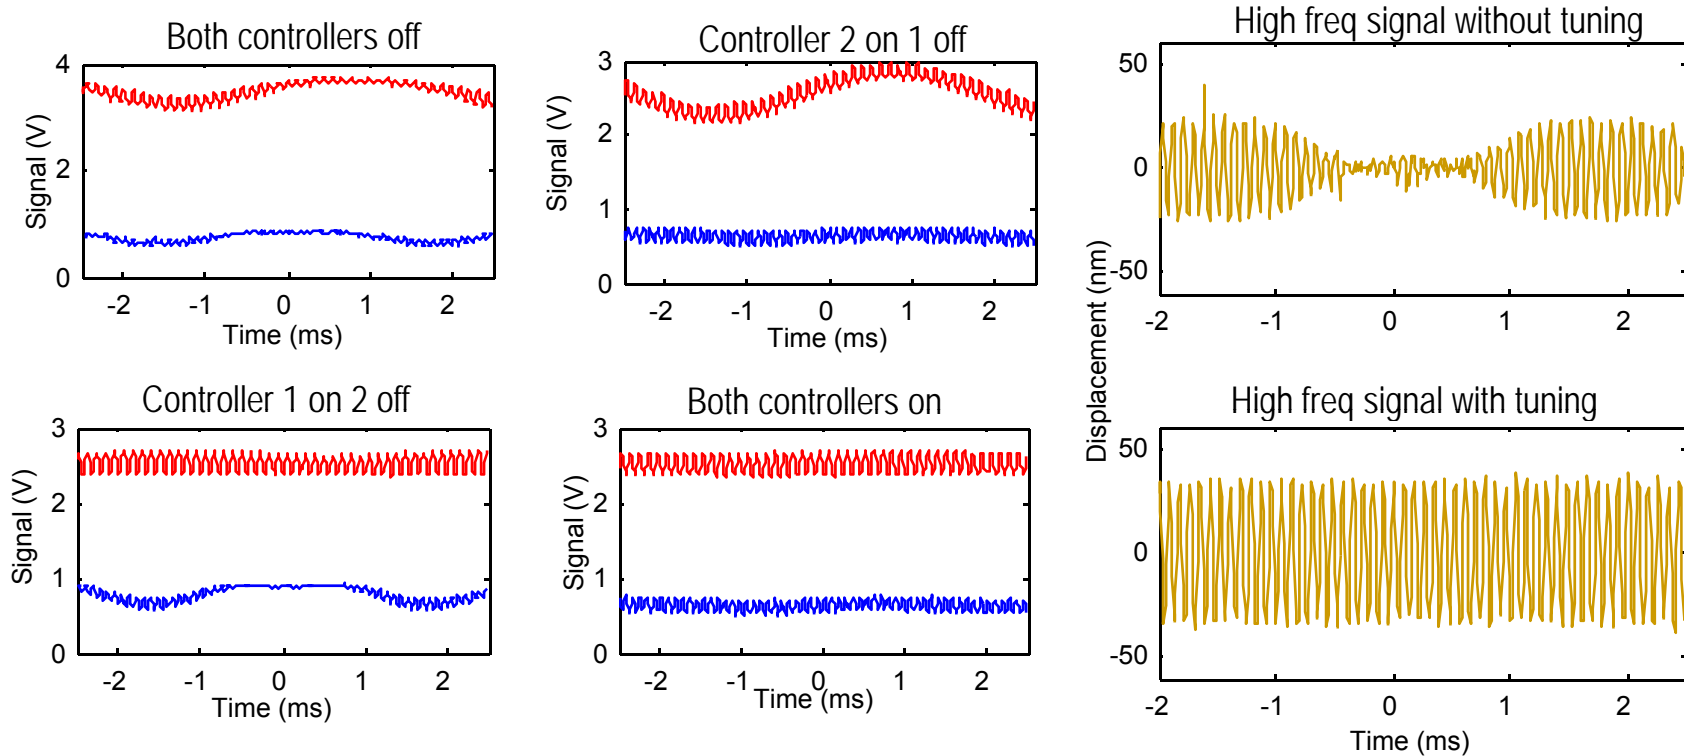 Both controllers off
4
2
0
Signal (V)
-2 -1 0 1 2
Time (ms)
Controller 2 on 1 off
3
2
1
0
Signal (V)
-2 -1 0 1 2
Time (ms)
High freq signal without tuning
50
0
-50
-2 -1 0 1 2
Displacement (nm)
Controller 1 on 2 off
3
2
1
0
Signal (V)
-2 -1 0 1 2
Time (ms)
Both controllers on
3
2
1
0
Signal (V)
-2 -1 0 1 2
Time (ms)
High freq signal with tuning
50
0
-50
-2 -1 0 1 2
Time (ms)